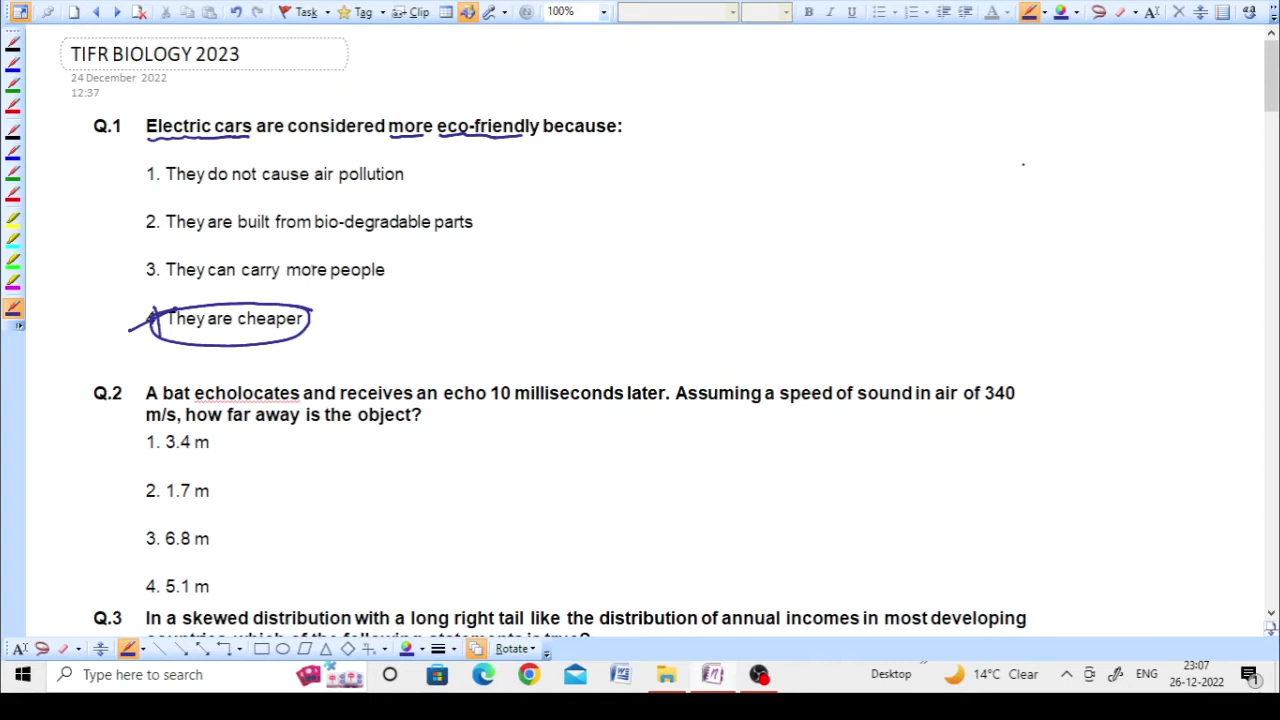 Task Tag Clip 100% B I U
TIFR BIOLOGY 2023
24 December 2022
12:37
Q.1 Electric cars are considered more eco-friendly because:
1. They do not cause air pollution
2. They are built from bio-degradable parts
3. They can carry more people
They are cheaper
Q.2 A bat echolocates and receives an echo 10 milliseconds later. Assuming a speed of sound in air of 340
m/s, how far away is the object?
1. 3.4 m
2. 1.7 m
3. 6.8 m
4. 5.1 m
Q.3 In a skewed distribution with a long right tail like the distribution of annual incomes in most developing
Rotate
Type here to search Desktop 14°C Clear ENG 23:07
26-12-2022